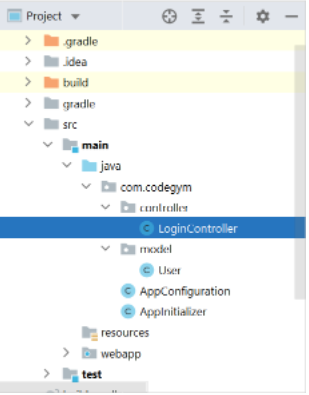 Project
.gradle
.idea
build
gradle
src
main
java
com.codegym
controller
LoginController
model
User
AppConfiguration
AppInitializer
resources
webapp
test